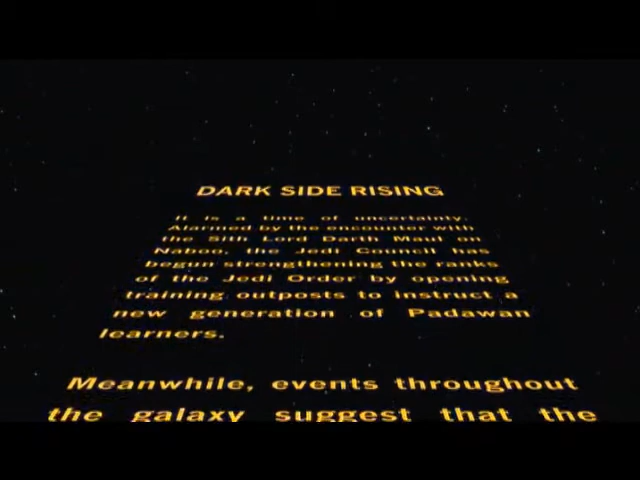 DARK SIDE RISING
It is a time of uncertainty.
Alarmed by the encounter with
the Sith Lord Darth Maul on
Naboo, the Jedi Council has
begun strengthening the ranks
of the Jedi Order by opening
training outposts to instruct a
new generation of Padawan
learners.
Meanwhile, events throughout
the galaxy suggest that the